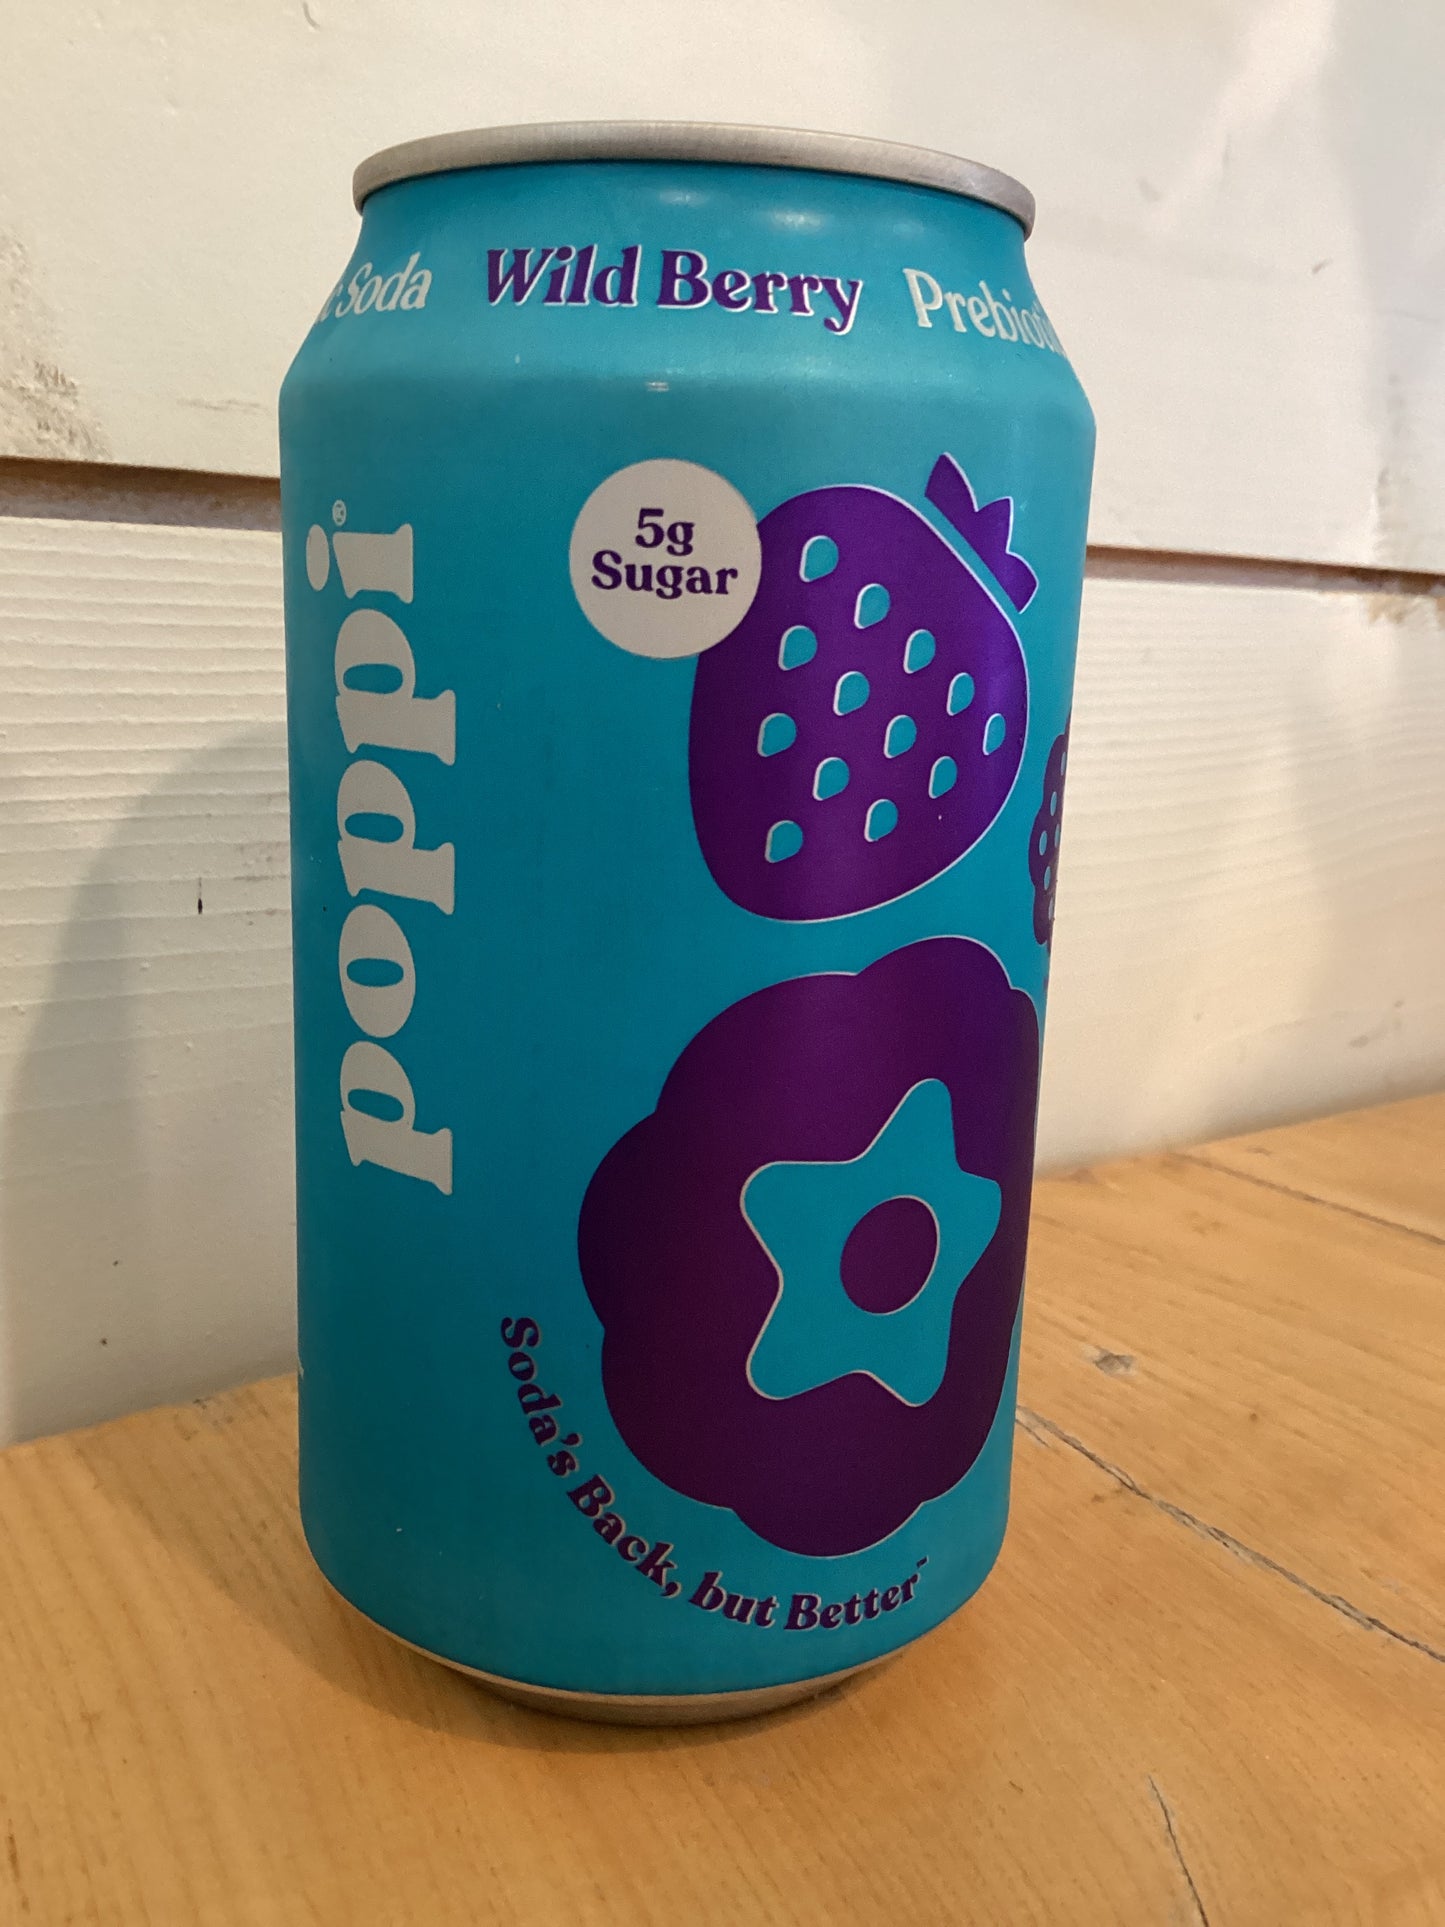 Soda Wild Berry
5g
Sugar
poppi®
Soda's Back, but Better